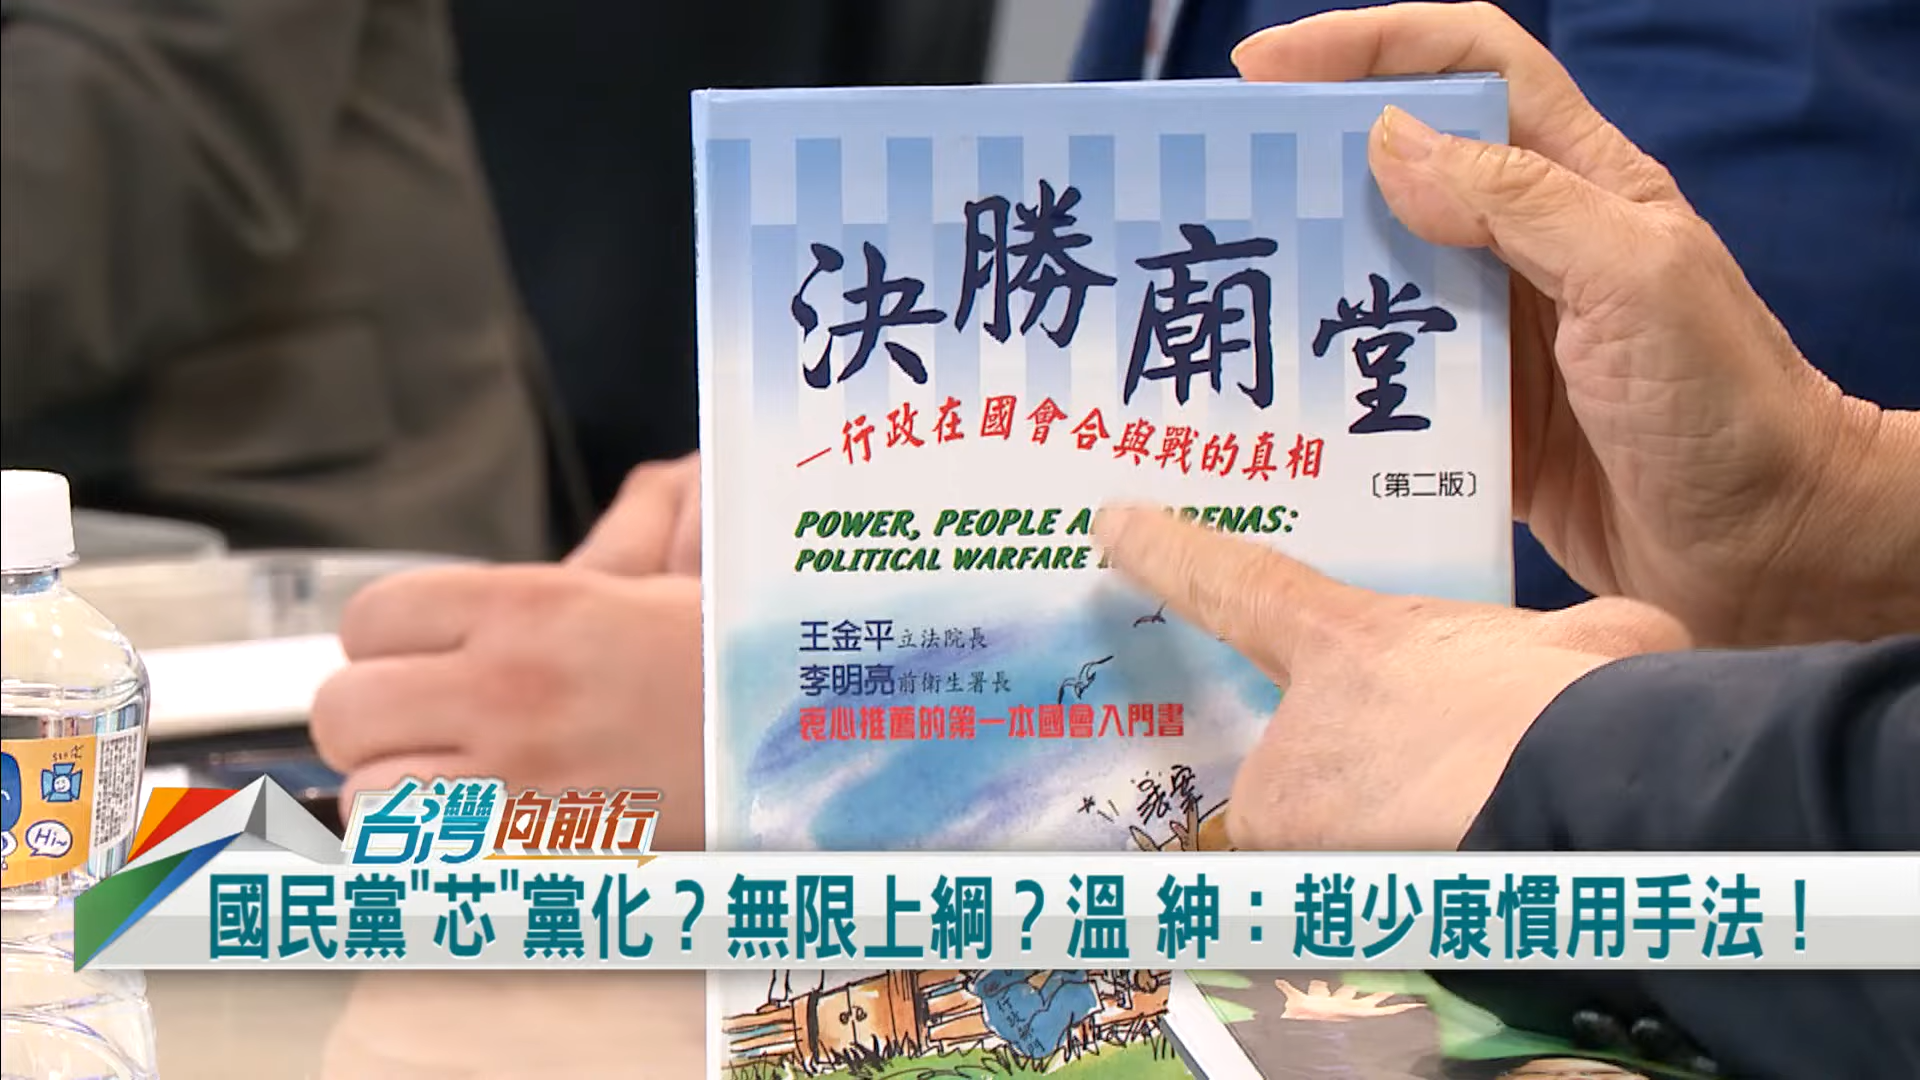 決勝廟堂
—行政在國會合與戰的真相
〔第二版〕
POWER, PEOPLE A ARENAS:
POLITICAL WARFARE
王金平立法院長
李明亮前衛生署長
衷心推薦的第一本國會入門書
Hi~
台灣向前行
國民黨"芯"黨化？無限上綱？溫 紳：趙少康慣用手法！